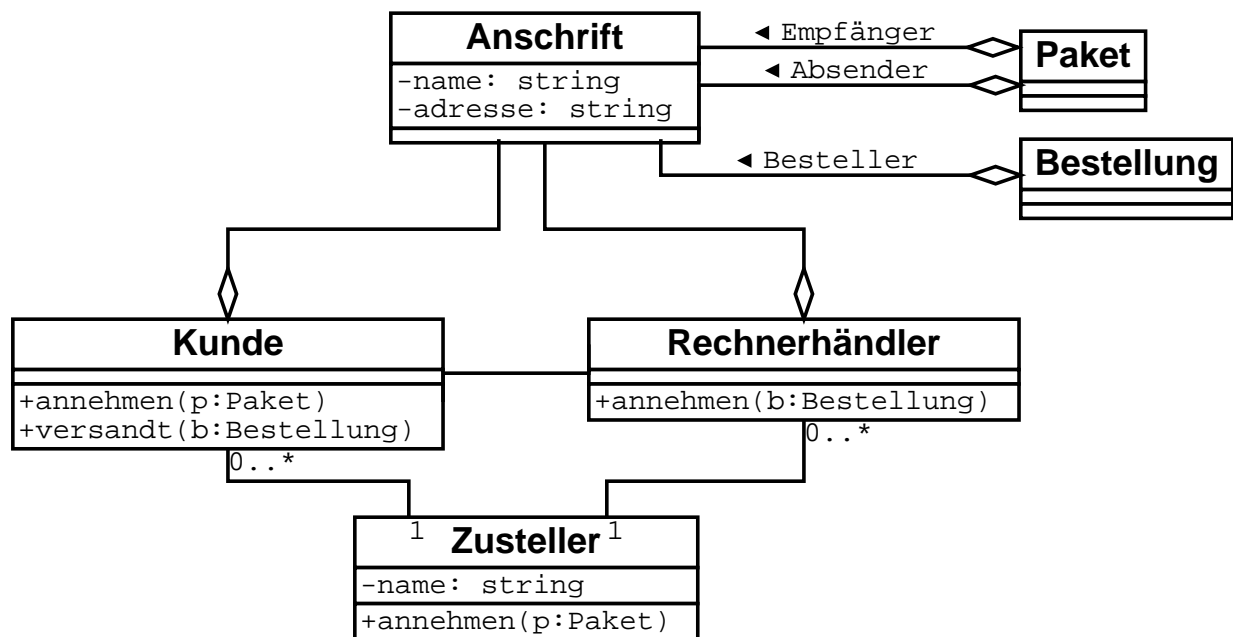 Anschrift
-name: string
-adresse: string
◄ Empfänger
◄ Absender
Paket
◄ Besteller
Bestellung
Kunde
+annehmen(p:Paket)
+versandt(b:Bestellung)
Rechnerhändler
+annehmen(b:Bestellung)
0..*
0..*
1
1
Zusteller
-name: string
+annehmen(p:Paket)